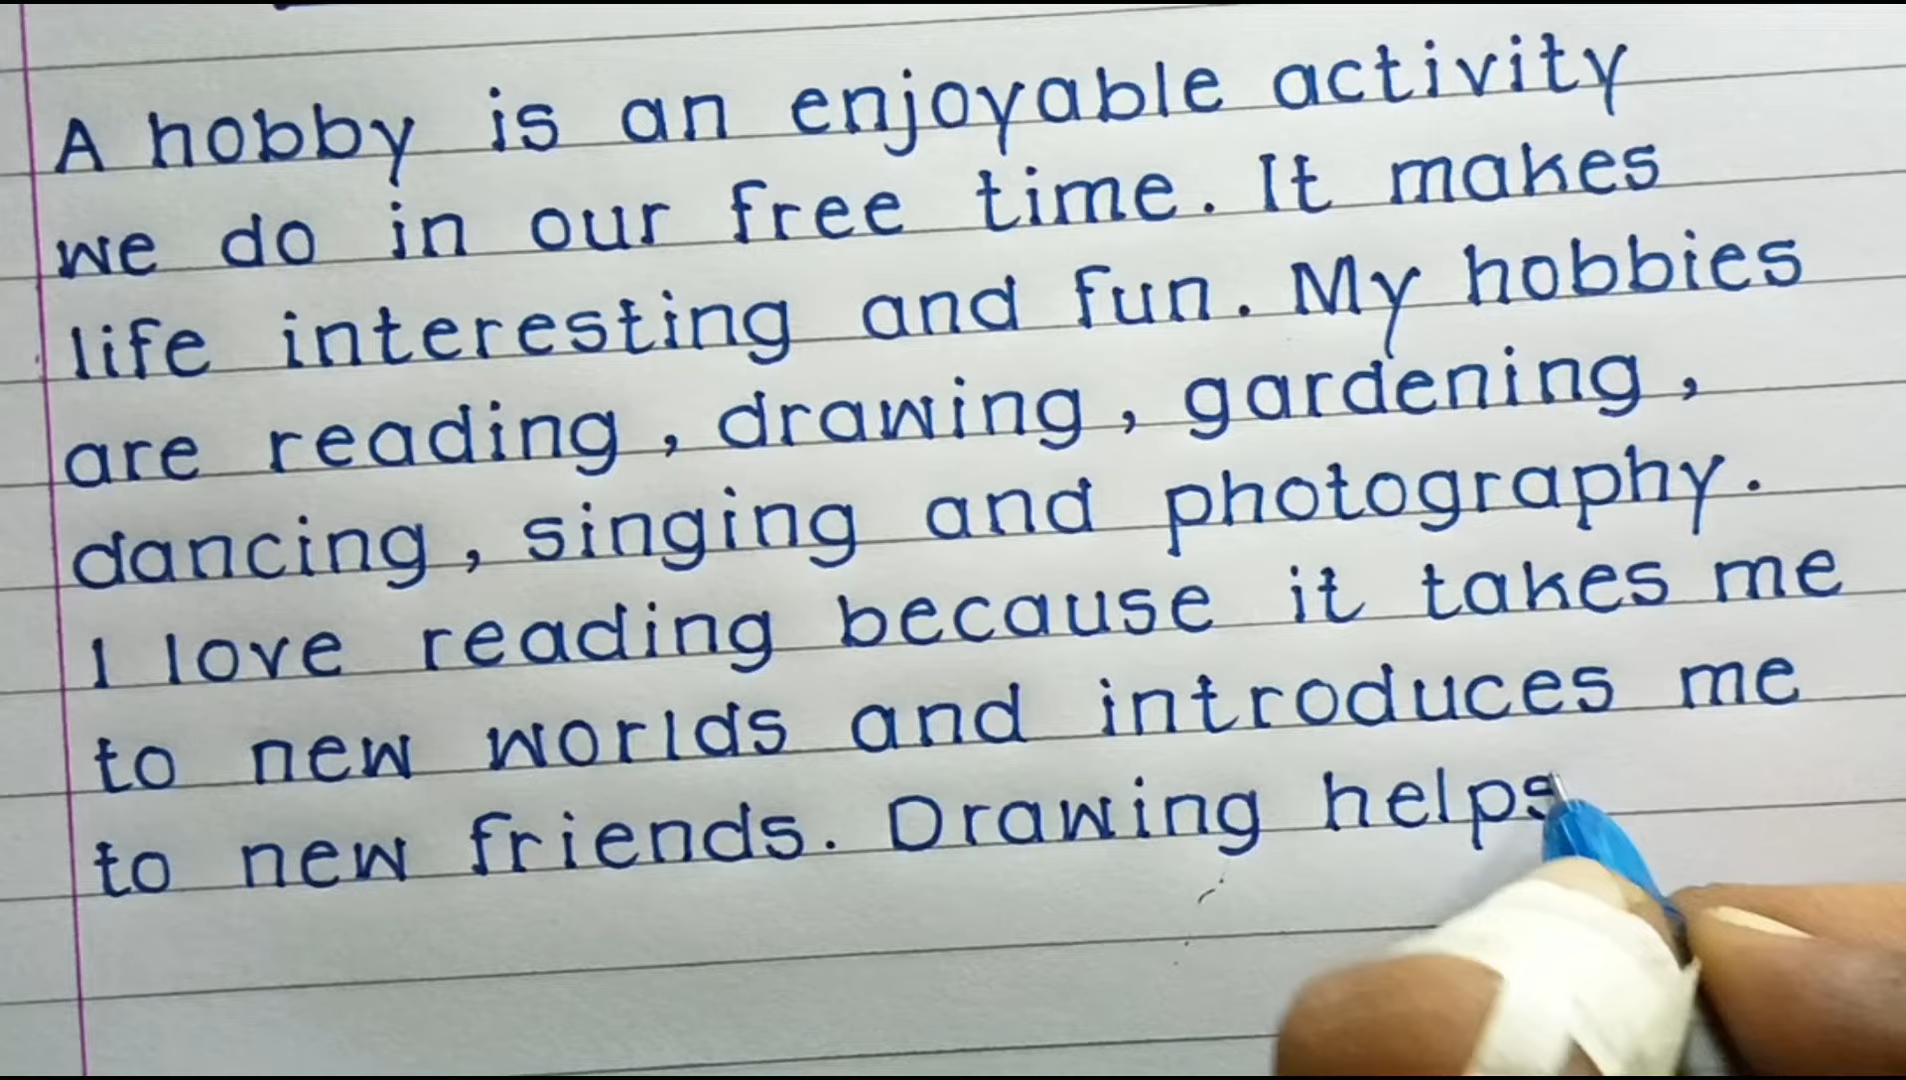 A hobby is an enjoyable activity
we do in our free time. It makes
life interesting and fun. My hobbies
are reading, drawing, gardening,
dancing, singing and photography.
I love reading because it takes me
to new worlds and introduces me
to new friends. Drawing helps